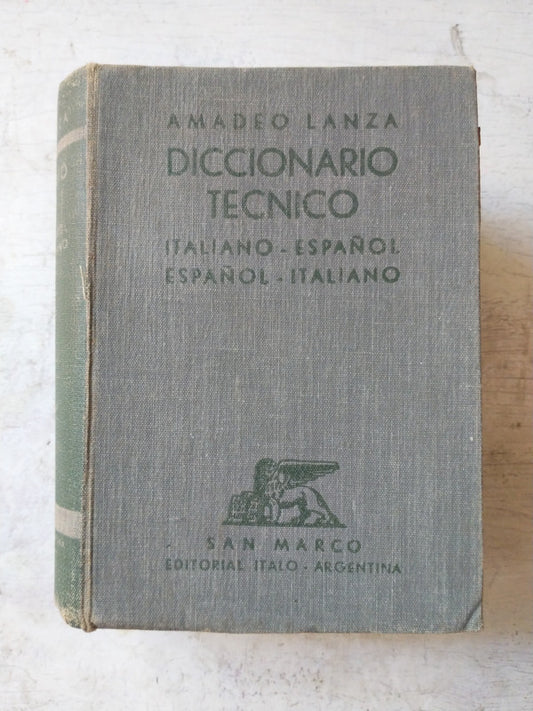 AMADEO LANZA
DICCIONARIO
TECNICO
ITALIANO - ESPAÑOL
ESPAÑOL - ITALIANO
SAN MARCO
EDITORIAL ITALO - ARGENTINA